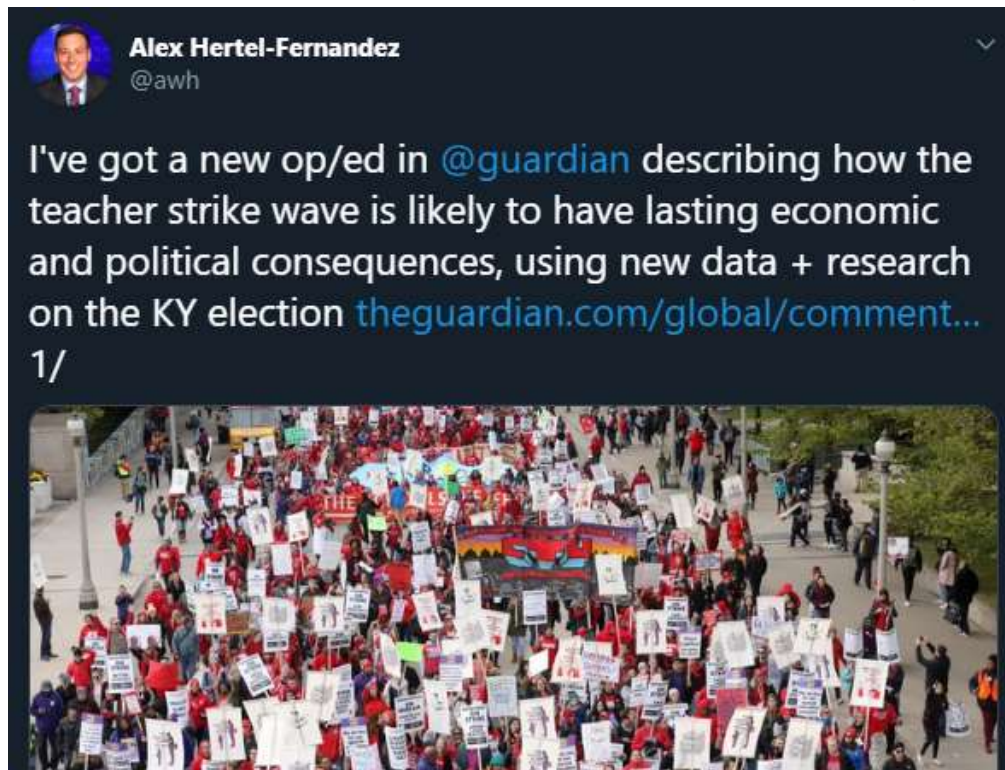 Alex Hertel-Fernandez
@awh
I've got a new op/ed in @guardian describing how the
teacher strike wave is likely to have lasting economic
and political consequences, using new data + research
on the KY election theguardian.com/global/comment...
1/
THE